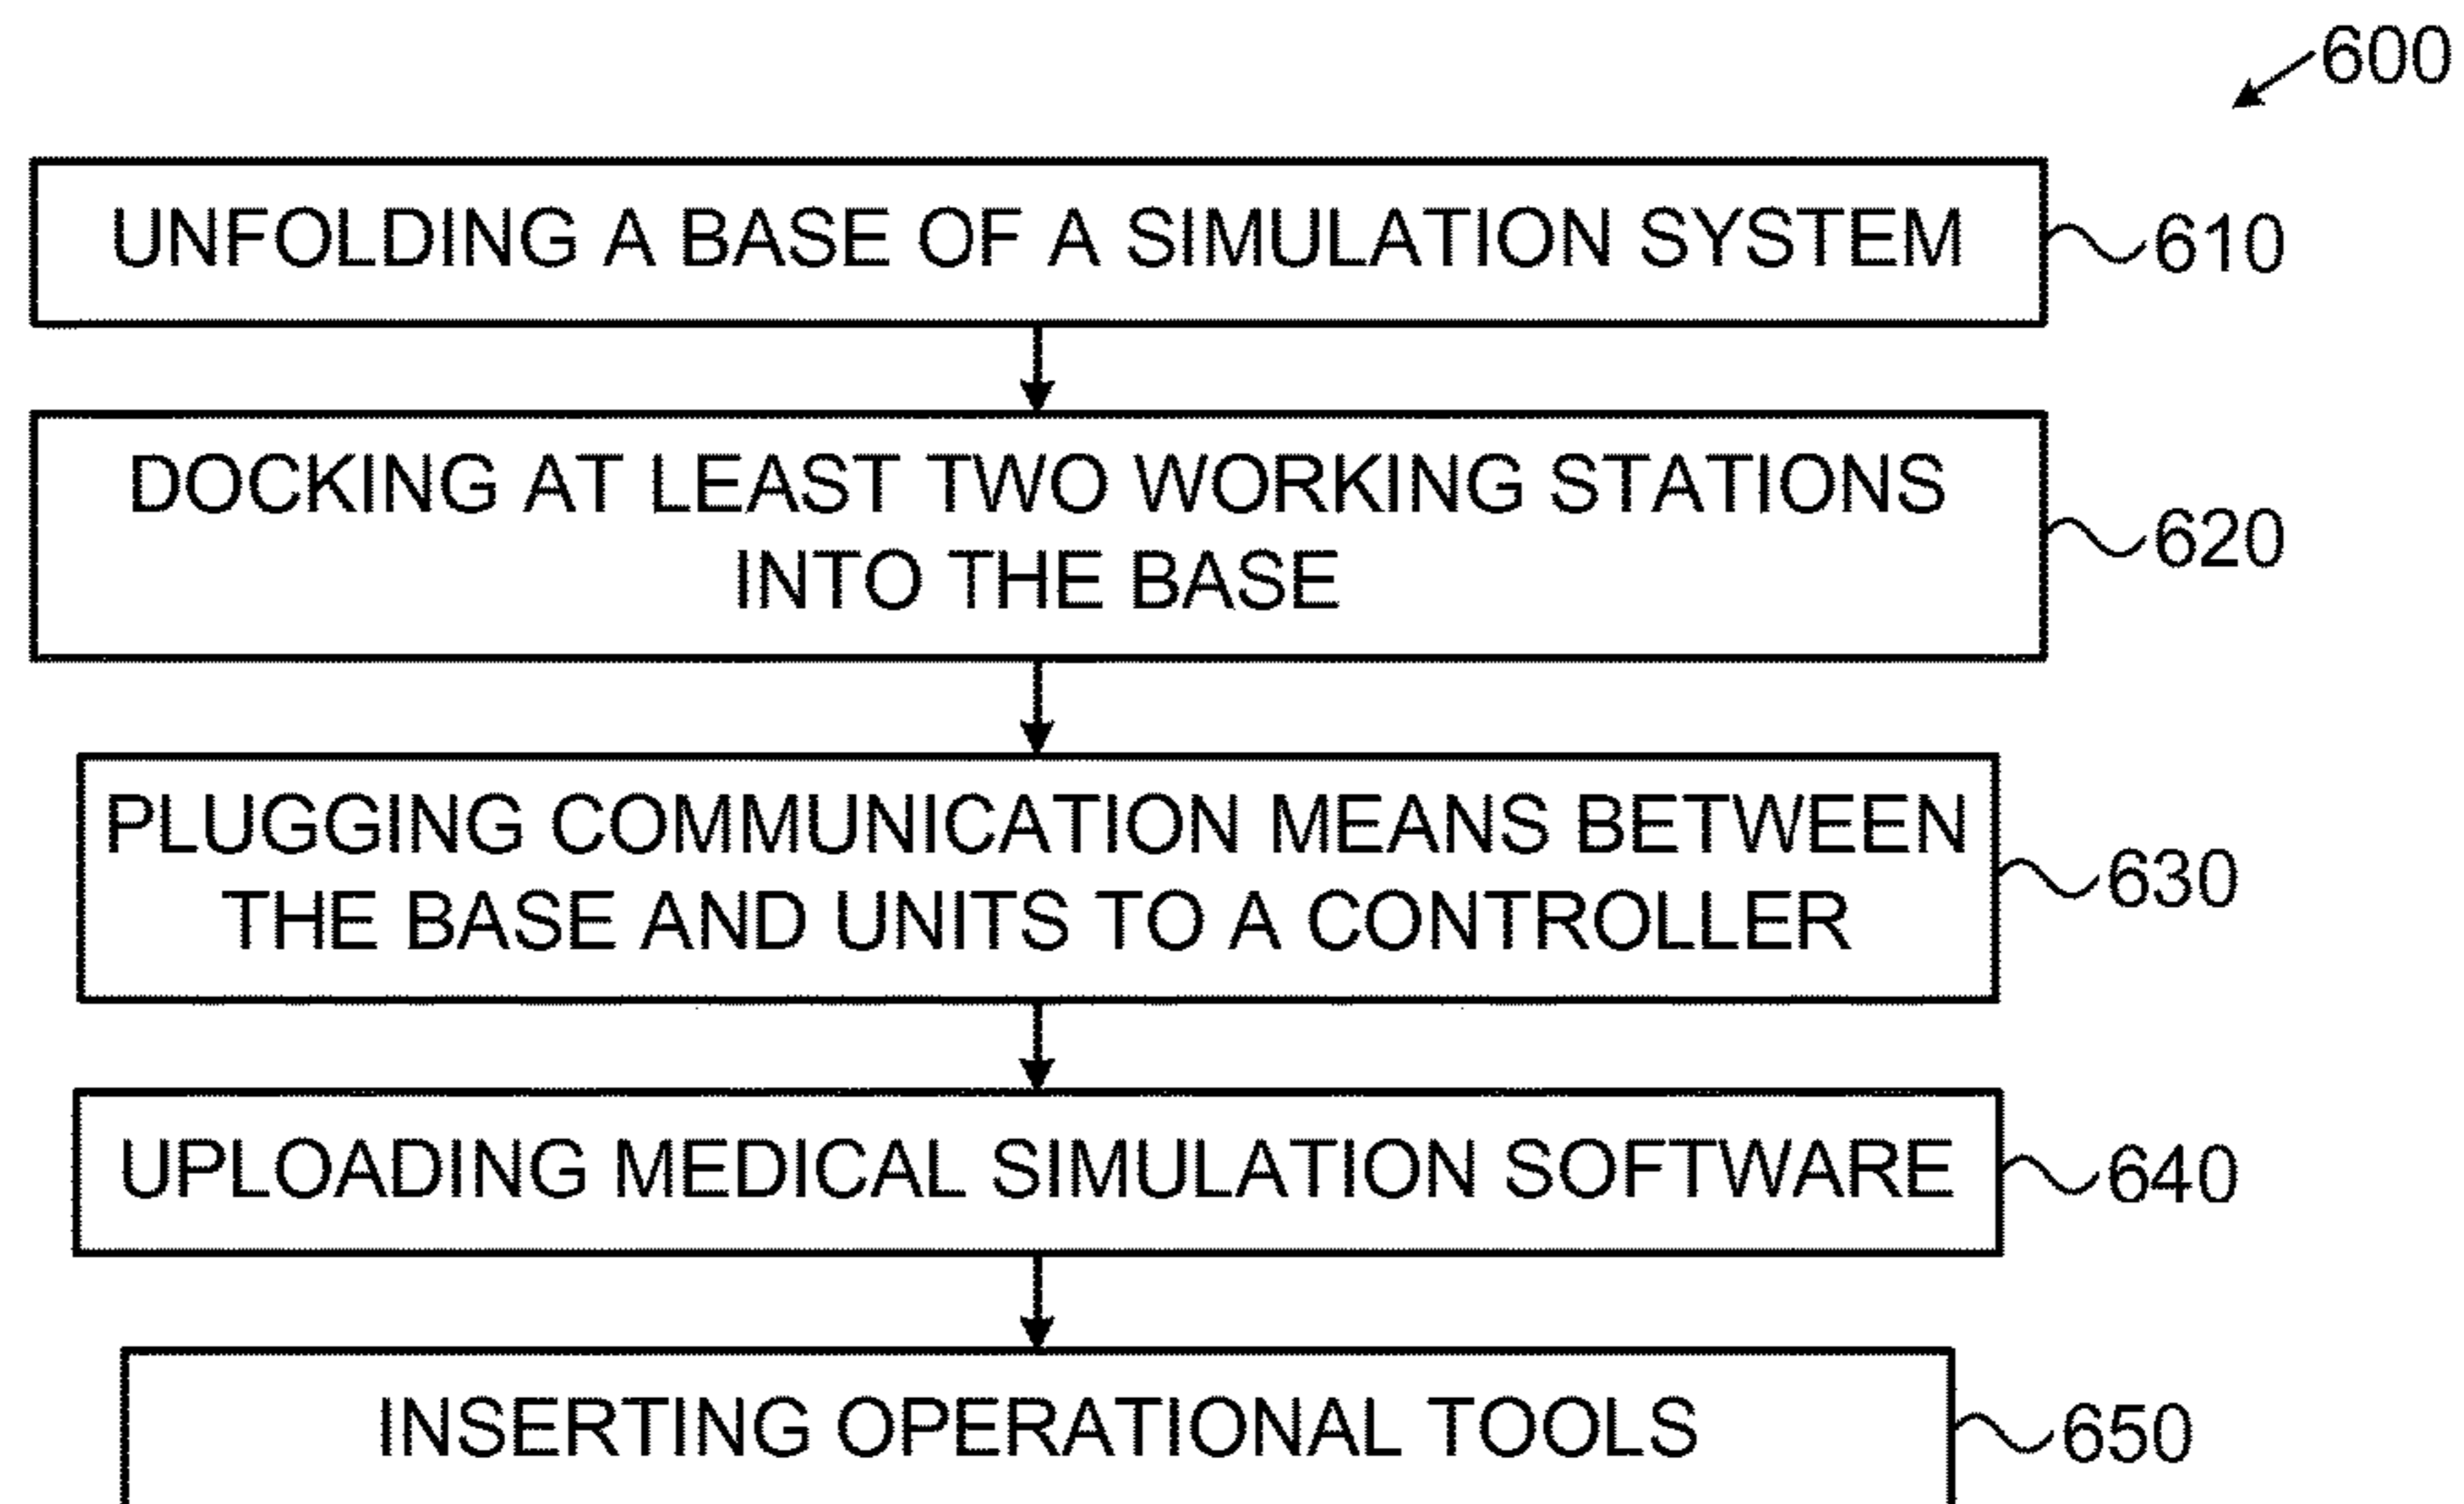 600
UNFOLDING A BASE OF A SIMULATION SYSTEM
610
DOCKING AT LEAST TWO WORKING STATIONS
INTO THE BASE
620
PLUGGING COMMUNICATION MEANS BETWEEN
THE BASE AND UNITS TO A CONTROLLER
630
UPLOADING MEDICAL SIMULATION SOFTWARE
640
INSERTING OPERATIONAL TOOLS
650